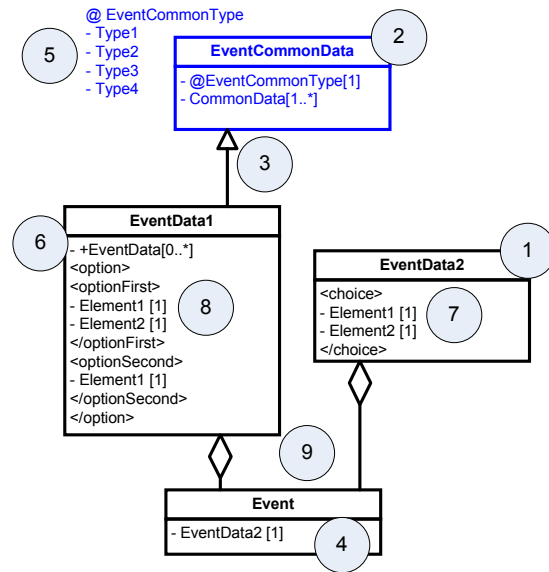 @ EventCommonType
- Type1
- Type2
- Type3
- Type4
5
EventCommonData
2
- @EventCommonType[1]
- CommonData[1..*]
3
EventData1
6
- +EventData[0..*]
<option>
<optionFirst>
- Element1 [1]
- Element2 [1]
</optionFirst>
<optionSecond>
- Element1 [1]
</optionSecond>
</option>
8
EventData2
1
<choice>
- Element1 [1]
- Element2 [1]
</choice>
7
9
Event
- EventData2 [1]
4